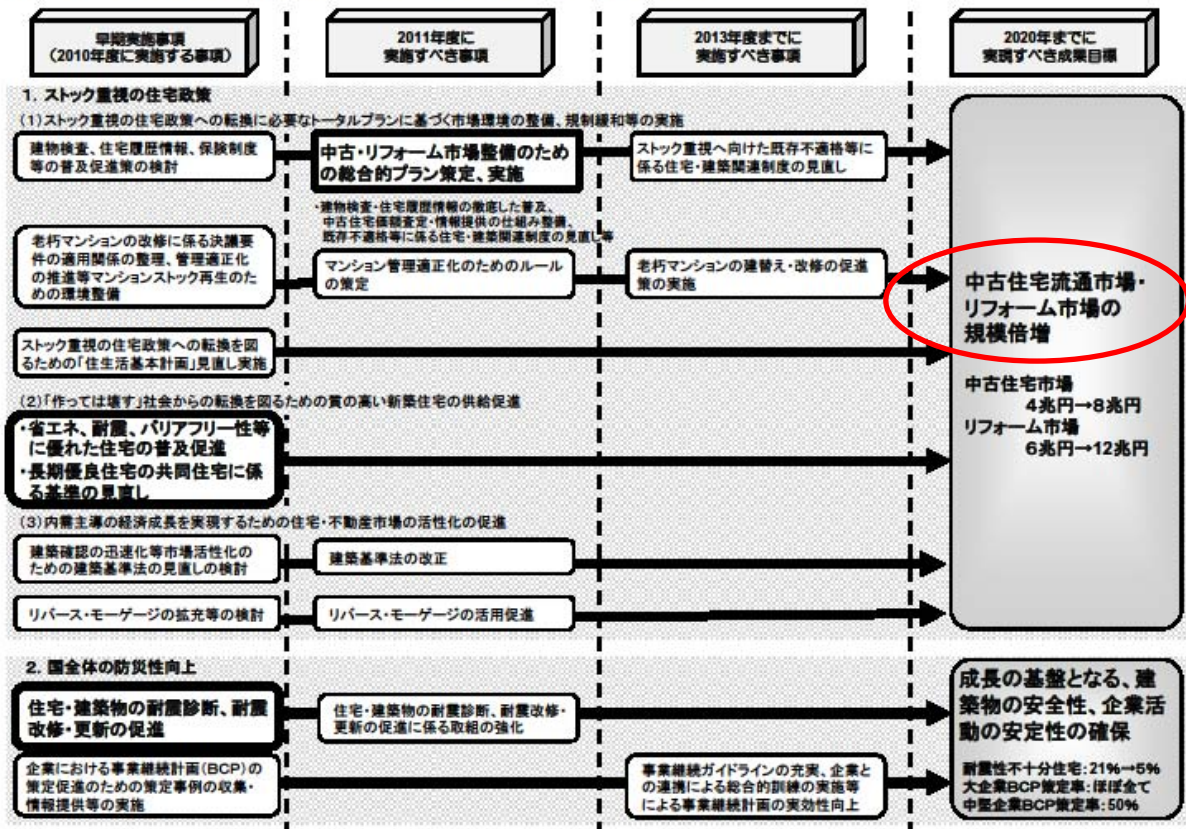 早期実施事項
（2010年度に実施する事項）
2011年度に
実施すべき事項
2013年度までに
実施すべき事項
2020年までに
実現すべき成果目標
1．ストック重視の住宅政策
（1）ストック重視の住宅政策への転換に必要なトータルプランに基づく市場環境の整備、規制緩和等の実施
建物検査、住宅履歴情報、保険制度
等の普及促進策の検討
中古・リフォーム市場整備のため
の総合的プラン策定、実施
ストック重視へ向けた既存不適格等に
係る住宅・建築関連制度の見直し
・建物検査・住宅履歴情報の徹底した普及、
中古住宅価額査定・情報提供の仕組み整備、
既存不適格等に係る住宅・建築関連制度の見直し等
老朽マンションの改修に係る決議要
件の適用関係の整理、管理適正化
の推進等マンションストック再生のた
めの環境整備
マンション管理適正化のためのルール
の策定
老朽マンションの建替え・改修の促進
策の実施
ストック重視の住宅政策への転換を図
るための「住生活基本計画」見直し実施
中古住宅流通市場・
リフォーム市場の
規模倍増
中古住宅市場
4兆円→8兆円
リフォーム市場
6兆円→12兆円
（2）「作っては壊す」社会からの転換を図るための質の高い新築住宅の供給促進
・省エネ、耐震、バリアフリー性等
に優れた住宅の普及促進
・長期優良住宅の共同住宅に係
る基準の見直し
（3）内需主導の経済成長を実現するための住宅・不動産市場の活性化の促進
建築確認の迅速化等市場活性化の
ための建築基準法の見直しの検討
建築基準法の改正
リバース・モーゲージの拡充等の検討
リバース・モーゲージの活用促進
2．国全体の防災性向上
住宅・建築物の耐震診断、耐震
改修・更新の促進
住宅・建築物の耐震診断、耐震改修・
更新の促進に係る取組の強化
企業における事業継続計画（BCP）の
策定促進のための策定事例の収集・
情報提供等の実施
事業継続ガイドラインの充実、企業と
の連携による総合的訓練の実施等
による事業継続計画の実効性向上
成長の基盤となる、建
築物の安全性、企業活
動の安定性の確保
耐震性不十分住宅：21%→5%
大企業BCP策定率：ほぼ全て
中堅企業BCP策定率：50%